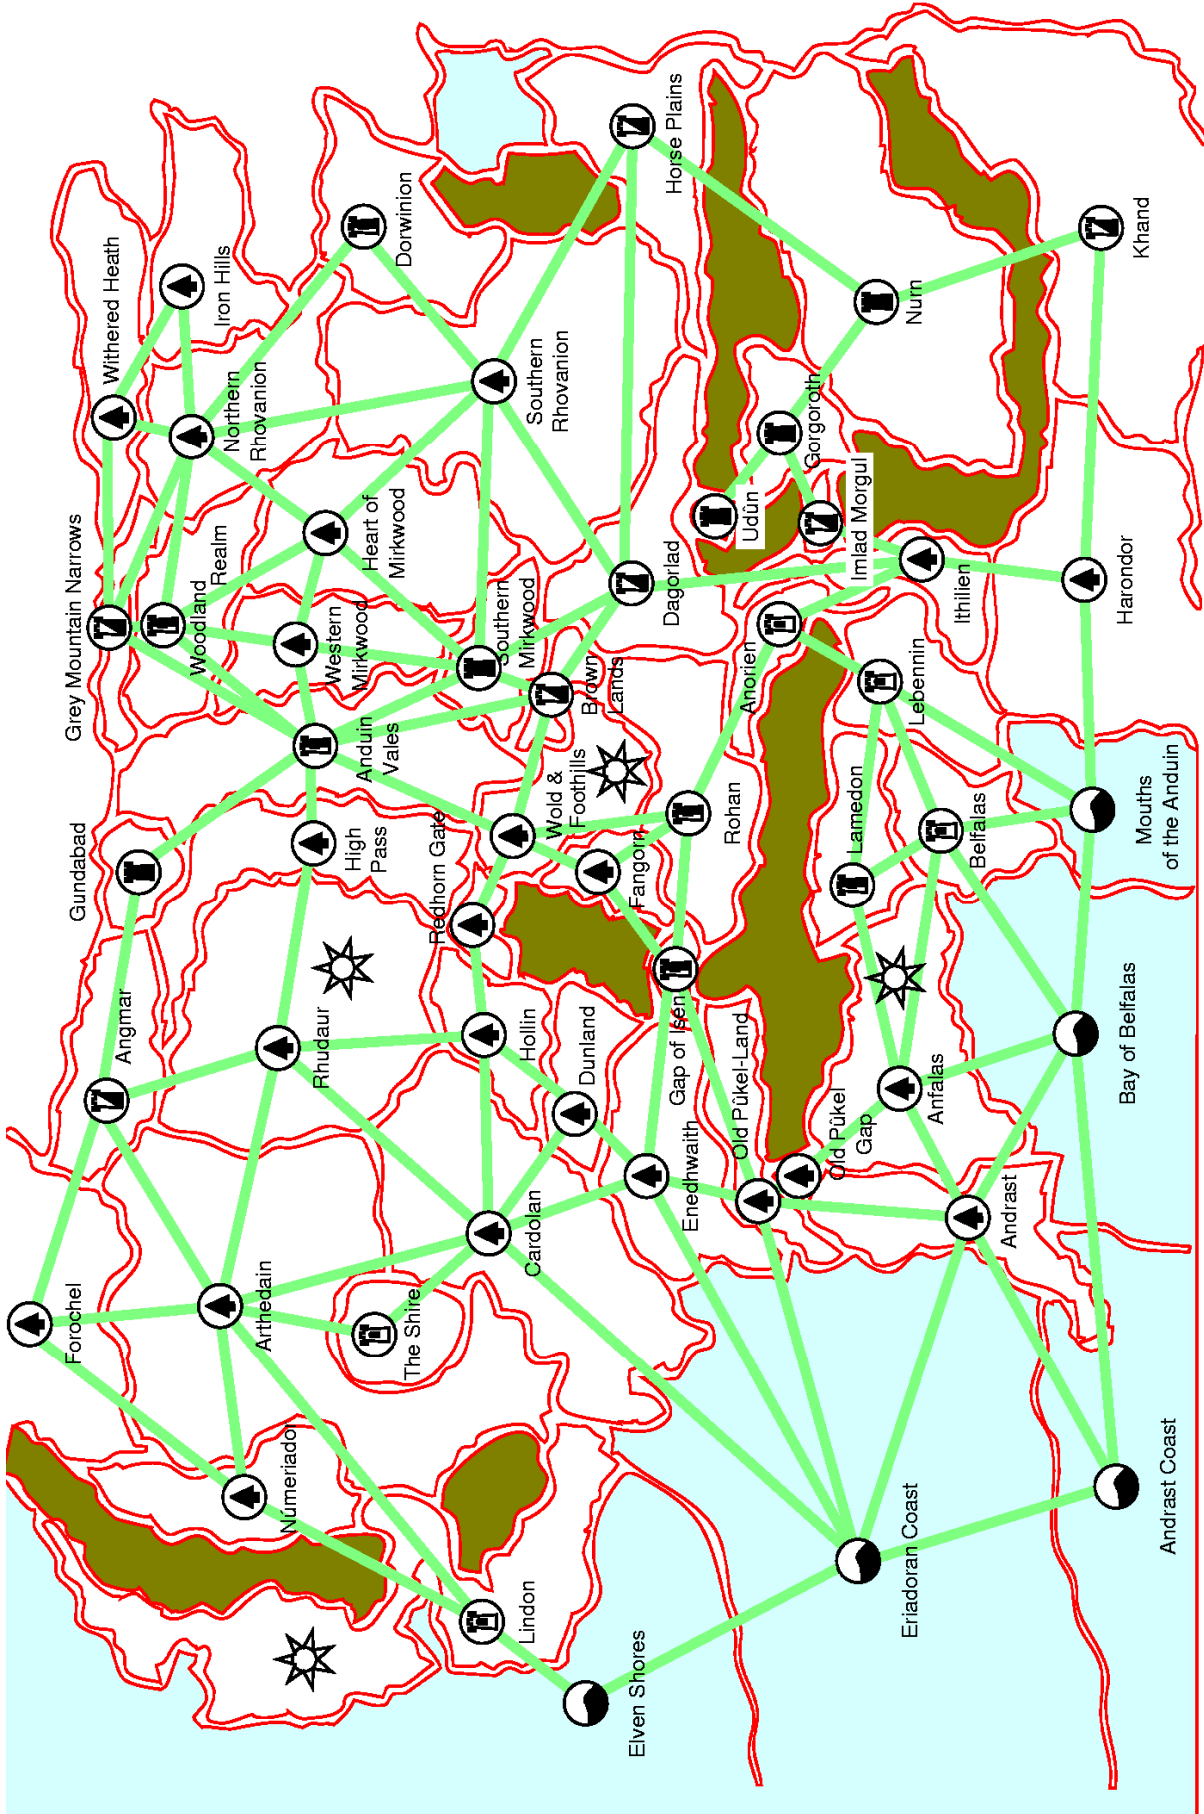 Withered Heath
Iron Hills
Grey Mountain Narrows
Northern
Rhovanion
Dorwinion
Horse Plains
Woodland
Realm
Heart of
Mirkwood
Southern
Rhovanion
Western
Mirkwood
Southern
Mirkwood
Gundabad
Anduin
Vales
Brown
Lands
Dagorlad
Udûn
Gorgoroth
Nurn
Khand
Imlad Morgul
Ithilien
Harondor
Angmar
High
Pass
Redhorn Gate
Wold &
Foothills
Fangorn
Rohan
Anorien
Lebennin
Lamedon
Belfalas
Mouths
of the Anduin
Rhudaur
Hollin
Dunland
Gap of Isen
Old Pûkel-Land
Old Pûkel
Gap
Anfalas
Bay of Belfalas
Forochel
Arthedain
The Shire
Cardolan
Enedhwaith
Andrast
Númeriador
Lindon
Elven Shores
Eriadoran Coast
Andrast Coast